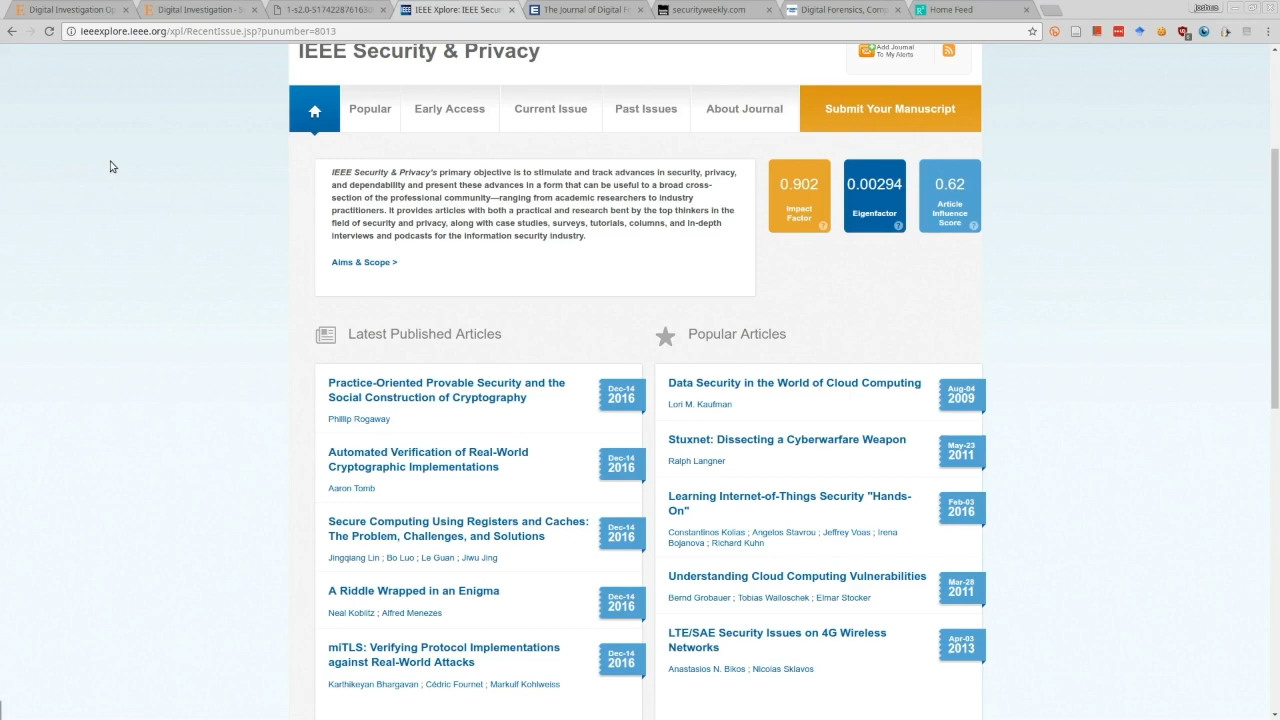 Digital Investigation Op
Digital Investigation - Su
1-s2.0-S1742287616300
IEEE Xplore: IEEE Securi
The Journal of Digital Fo
securityweekly.com
Information & Op
Digital Forensics, Comp
Home Feed
ieeexplore.ieee.org/xpl/RecentIssue.jsp?punumber=8013
IEEE Security & Privacy
Add Journal
To My Alerts
Popular
Early Access
Current Issue
Past Issues
About Journal
Submit Your Manuscript
IEEE Security & Privacy's primary objective is to stimulate and track advances in security, privacy,
and dependability and present these advances in a form that can be useful to a broad cross-
section of the professional community—ranging from academic researchers to industry
practitioners. It provides articles with both a practical and research bent by the top thinkers in the
field of security and privacy, along with case studies, surveys, tutorials, columns, and in-depth
interviews and podcasts for the information security industry.
Aims & Scope >
0.902
Impact
Factor
0.00294
Eigenfactor
0.62
Article
Influence
Score
Latest Published Articles
Practice-Oriented Provable Security and the
Social Construction of Cryptography
Phillip Rogaway
Dec-14
2016
Automated Verification of Real-World
Cryptographic Implementations
Aaron Tomb
Dec-14
2016
Secure Computing Using Registers and Caches:
The Problem, Challenges, and Solutions
Jingqiang Lin ; Bo Luo ; Le Guan ; Jiwu Jing
Dec-14
2016
A Riddle Wrapped in an Enigma
Neal Koblitz ; Alfred Menezes
Dec-14
2016
miTLS: Verifying Protocol Implementations
against Real-World Attacks
Karthikeyan Bhargavan ; Cédric Fournet ; Markulf Kohlweiss
Dec-14
2016
Popular Articles
Data Security in the World of Cloud Computing
Lori M. Kaufman
Aug-04
2009
Stuxnet: Dissecting a Cyberwarfare Weapon
Ralph Langner
May-23
2011
Learning Internet-of-Things Security "Hands-
On"
Constantinos Kolias ; Angelos Stavrou ; Jeffrey Voas ; Irena
Bojanova ; Richard Kuhn
Feb-03
2016
Understanding Cloud Computing Vulnerabilities
Bernd Grobauer ; Tobias Walloschek ; Elmar Stocker
Mar-28
2011
LTE/SAE Security Issues on 4G Wireless
Networks
Anastasios N. Bikos ; Nicolas Sklavos
Apr-03
2013